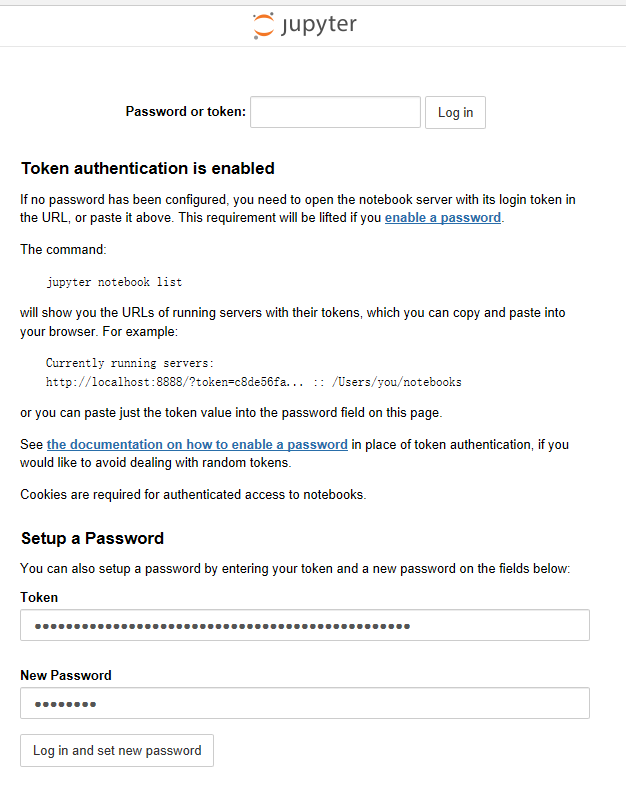 jupyter
Password or token:
Log in
Token authentication is enabled
If no password has been configured, you need to open the notebook server with its login token in
the URL, or paste it above. This requirement will be lifted if you enable a password.
The command:
jupyter notebook list
will show you the URLs of running servers with their tokens, which you can copy and paste into
your browser. For example:
Currently running servers:
http://localhost:8888/?token=c8de56fa... :: /Users/you/notebooks
or you can paste just the token value into the password field on this page.
See the documentation on how to enable a password in place of token authentication, if you
would like to avoid dealing with random tokens.
Cookies are required for authenticated access to notebooks.
Setup a Password
You can also setup a password by entering your token and a new password on the fields below:
Token
New Password
Log in and set new password